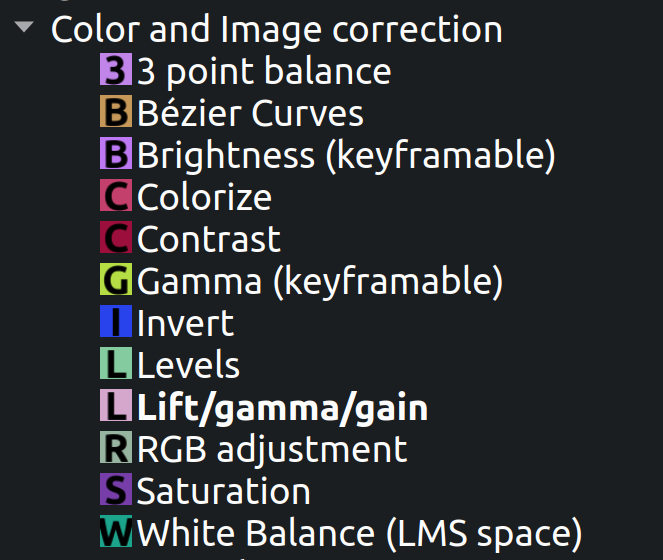 Color and Image correction
3 3 point balance
B Bézier Curves
B Brightness (keyframable)
C Colorize
C Contrast
G Gamma (keyframable)
I Invert
L Levels
L Lift/gamma/gain
R RGB adjustment
S Saturation
W White Balance (LMS space)